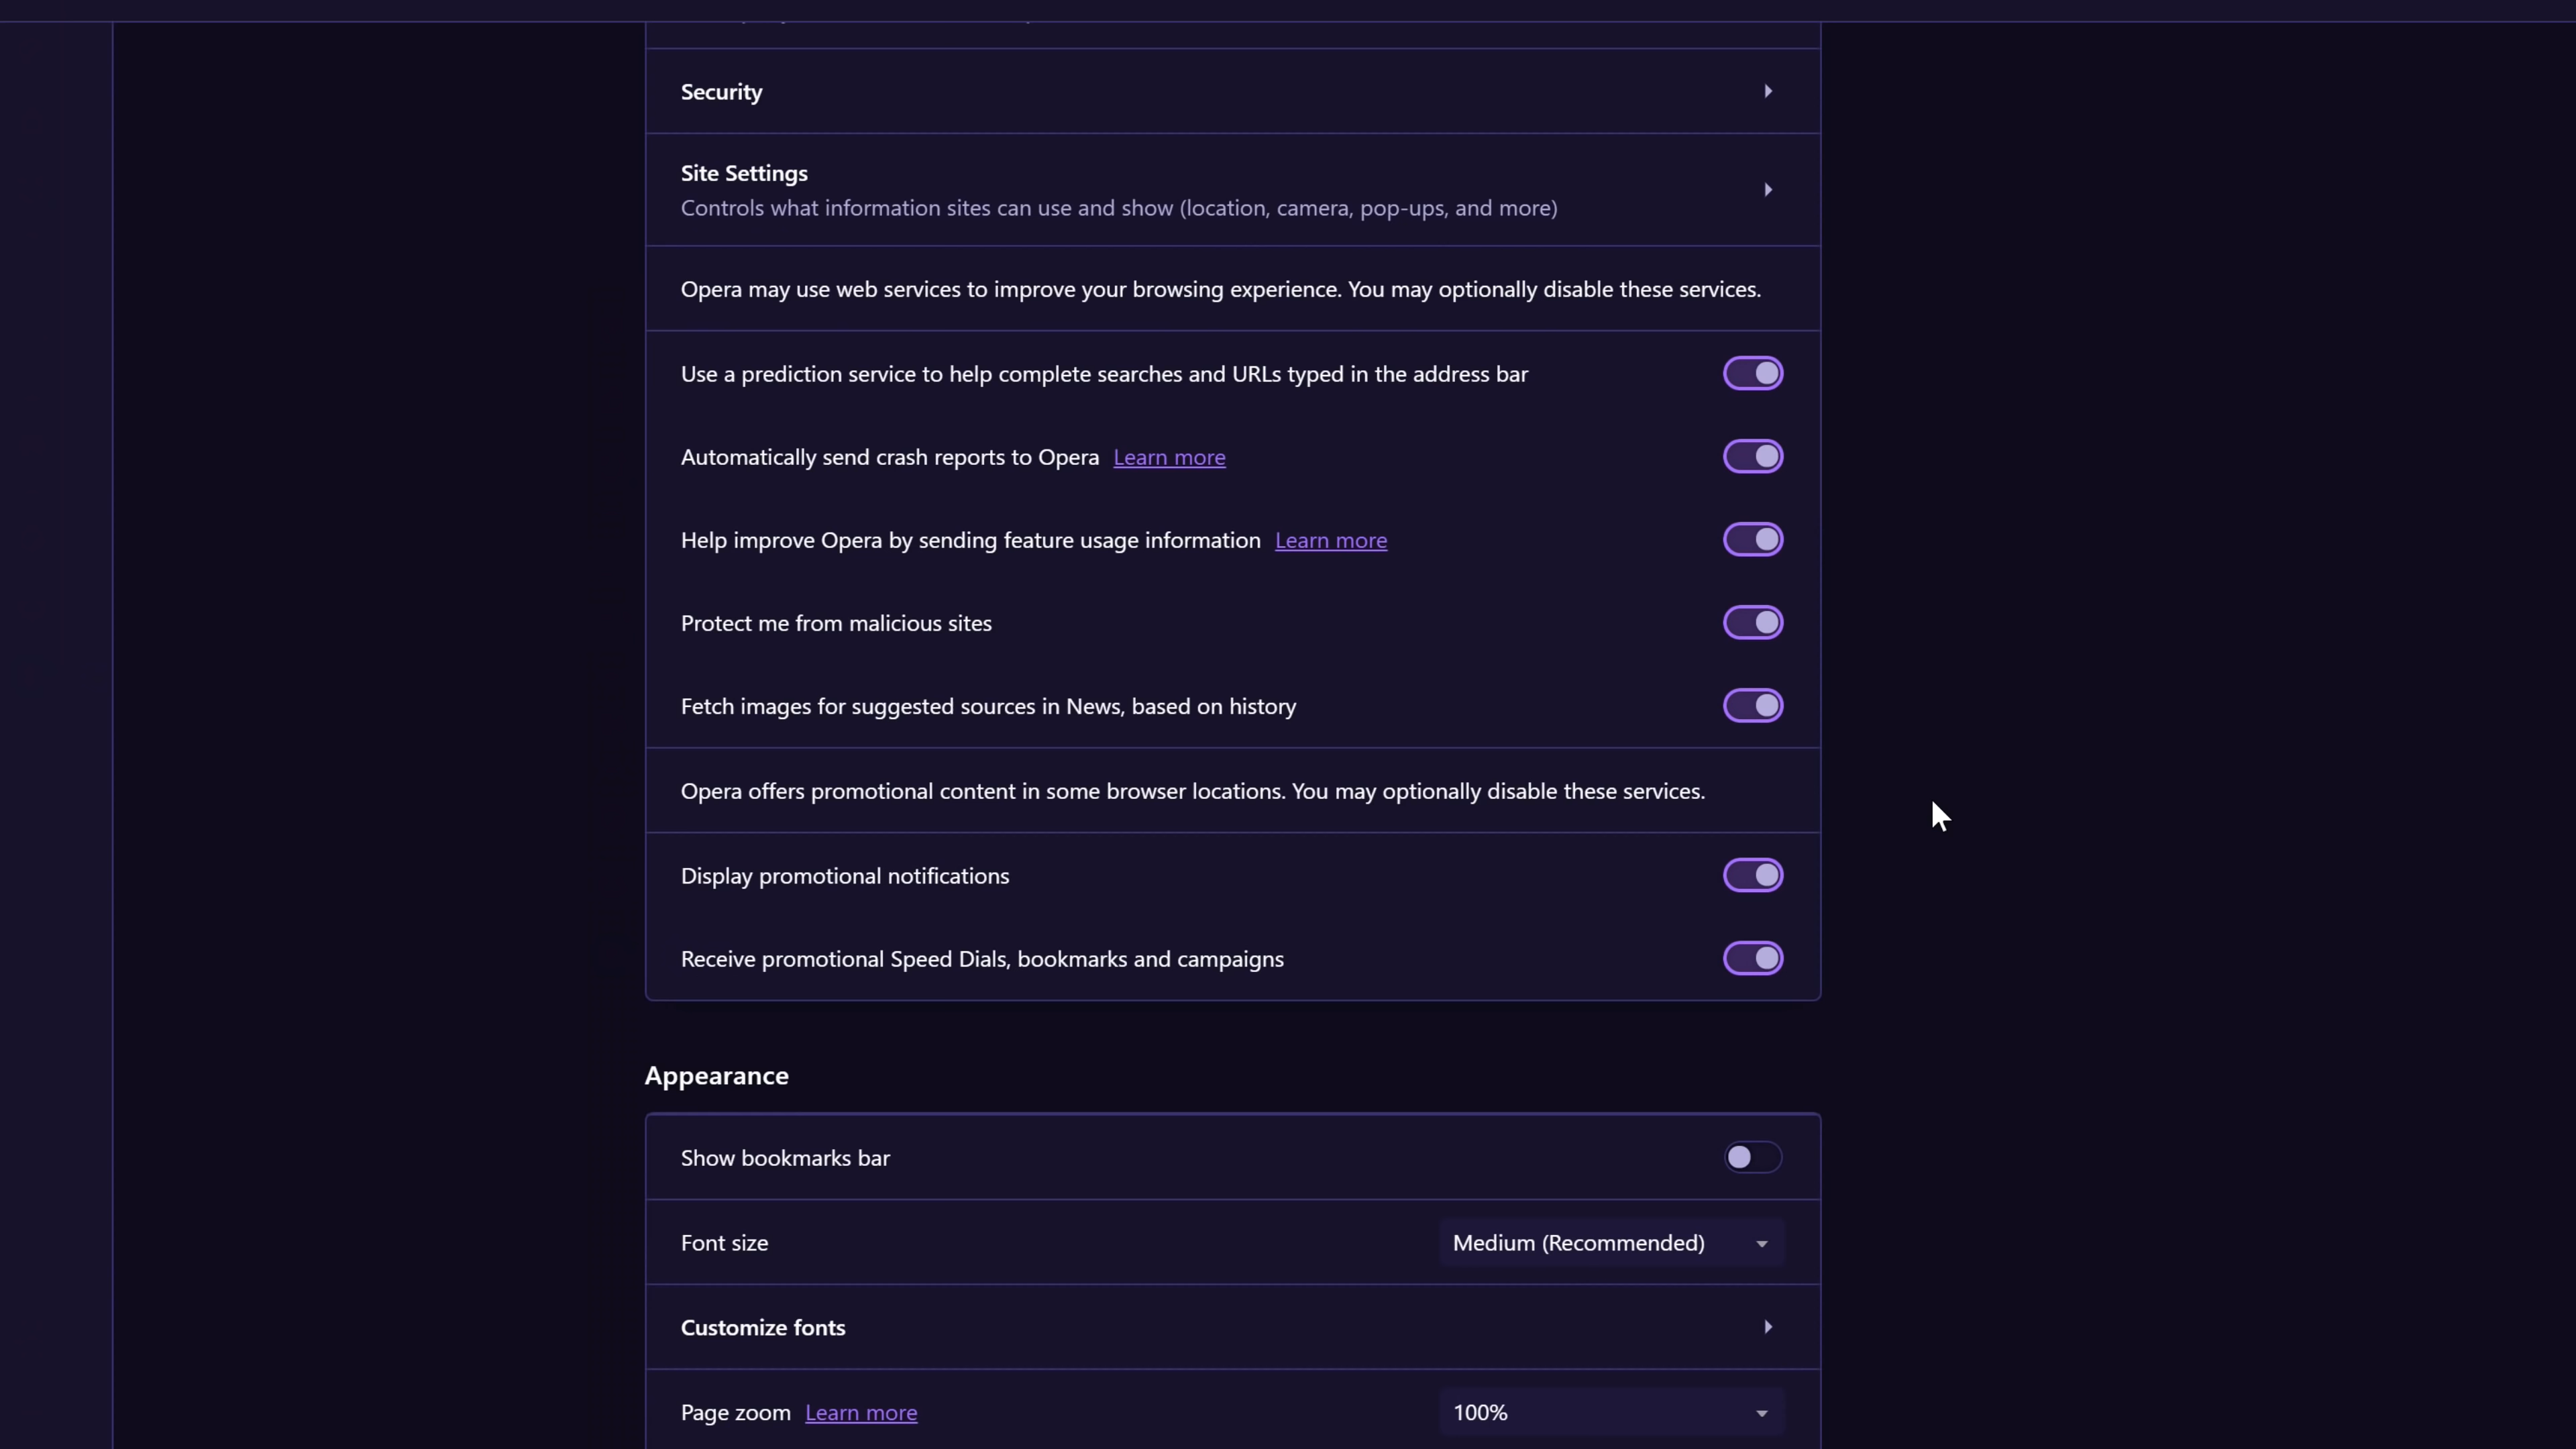 Security
Site Settings
Controls what information sites can use and show (location, camera, pop-ups, and more)
Opera may use web services to improve your browsing experience. You may optionally disable these services.
Use a prediction service to help complete searches and URLs typed in the address bar
Automatically send crash reports to Opera Learn more
Help improve Opera by sending feature usage information Learn more
Protect me from malicious sites
Fetch images for suggested sources in News, based on history
Opera offers promotional content in some browser locations. You may optionally disable these services.
Display promotional notifications
Receive promotional Speed Dials, bookmarks and campaigns
Appearance
Show bookmarks bar
Font size Medium (Recommended)
Customize fonts
Page zoom Learn more 100%